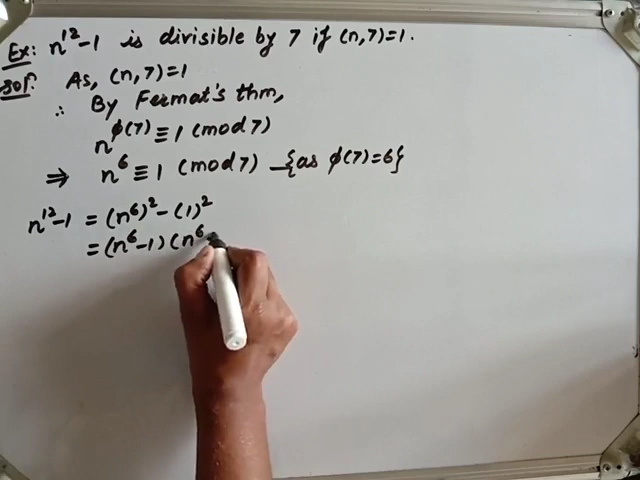 Ex: n^12 - 1 is divisible by 7 if (n,7)=1.
Sol^n: As, (n,7)=1
∴ By Fermat's thm,
n^ϕ(7) ≡ 1 (mod 7)
⇒ n^6 ≡ 1 (mod 7) —{as ϕ(7)=6}
n^12 - 1 = (n^6)^2 - (1)^2
= (n^6 - 1) (n^6